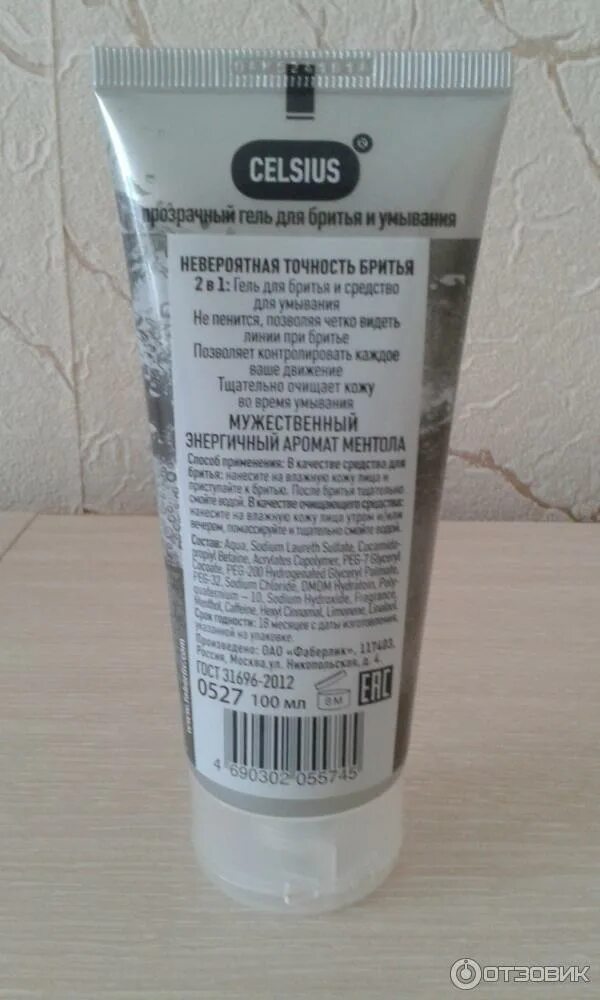 CELSIUS
прозрачный гель для бритья и умывания
НЕВЕРОЯТНАЯ ТОЧНОСТЬ БРИТЬЯ
2 в 1: Гель для бритья и средство
для умывания
Не пенится, позволяя четко видеть
линии при бритье
Позволяет контролировать каждое
ваше движение
Тщательно очищает кожу
во время умывания
МУЖЕСТВЕННЫЙ
ЭНЕРГИЧНЫЙ АРОМАТ МЕНТОЛА
Способ применения: В качестве средство для
бритья: нанесите на влажную кожу лица и
приступайте к бритью. После бритья тщательно
смойте водой. В качестве очищающего средства:
нанесите на влажную кожу лица утром и/или
вечером, помассируйте и тщательно смойте водой.
Состав: Aqua, Sodium Laureth Sulfate, Cocamido-
propyl Betaine, Acrylates Copolymer, PEG-7 Glyceryl
Cocoate, PEG-200 Hydrogenated Glyceryl Palmate,
PEG-32, Sodium Chloride, DMDM Hydantoin, Poly-
quaternium – 10, Sodium Hydroxide, Fragrance,
Menthol, Caffeine, Hexyl Cinnamal, Limonene, Linalool.
Срок годности: 18 месяцев с даты изготовления,
указанной на упаковке.
Произведено: ОАО «Фаберлик», 117403,
Россия, Москва, ул. Никопольская, д. 4.
ГОСТ 31696-2012
0527 100 мл 8M EAC
4 690302 055745
www.faberlic.com
ОТЗОВИК